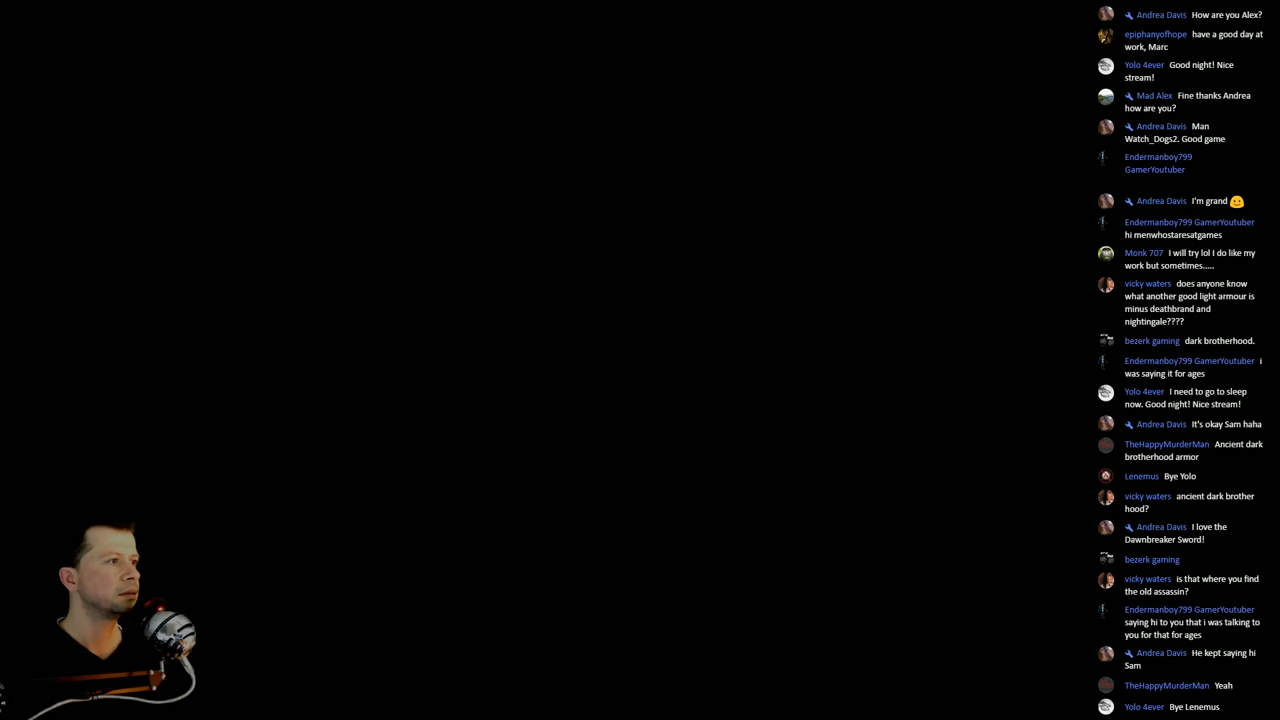 Andrea Davis How are you Alex?
epiphanyofhope have a good day at
work, Marc
Yolo 4ever Good night! Nice
stream!
Mad Alex Fine thanks Andrea
how are you?
Andrea Davis Man
Watch_Dogs2. Good game
Endermanboy799
GamerYoutuber
Andrea Davis I'm grand
Endermanboy799 GamerYoutuber
hi menwhostaresatgames
Monk 707 I will try lol I do like my
work but sometimes.....
vicky waters does anyone know
what another good light armour is
minus deathbrand and
nightingale????
bezerk gaming dark brotherhood.
Endermanboy799 GamerYoutuber i
was saying it for ages
Yolo 4ever I need to go to sleep
now. Good night! Nice stream!
Andrea Davis It's okay Sam haha
TheHappyMurderMan Ancient dark
brotherhood armor
Lenemus Bye Yolo
vicky waters ancient dark brother
hood?
Andrea Davis I love the
Dawnbreaker Sword!
bezerk gaming
vicky waters is that where you find
the old assassin?
Endermanboy799 GamerYoutuber
saying hi to you that i was talking to
you for that for ages
Andrea Davis He kept saying hi
Sam
TheHappyMurderMan Yeah
Yolo 4ever Bye Lenemus